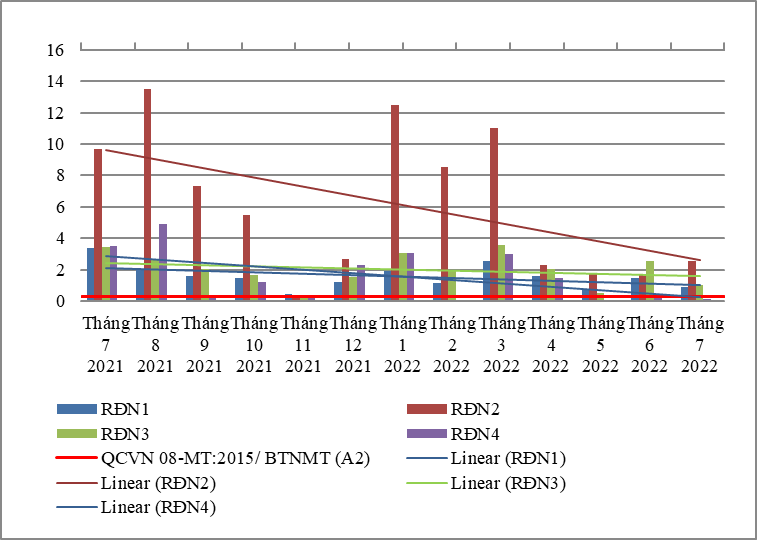 16
14
12
10
8
6
4
2
0
Tháng Tháng Tháng Tháng Tháng Tháng Tháng Tháng Tháng Tháng Tháng Tháng Tháng
7 8 9 10 11 12 1 2 3 4 5 6 7
2021 2021 2021 2021 2021 2021 2022 2022 2022 2022 2022 2022 2022
RĐN1 RĐN2
RĐN3 RĐN4
QCVN 08-MT:2015/ BTNMT (A2) Linear (RĐN1)
Linear (RĐN2) Linear (RĐN3)
Linear (RĐN4)